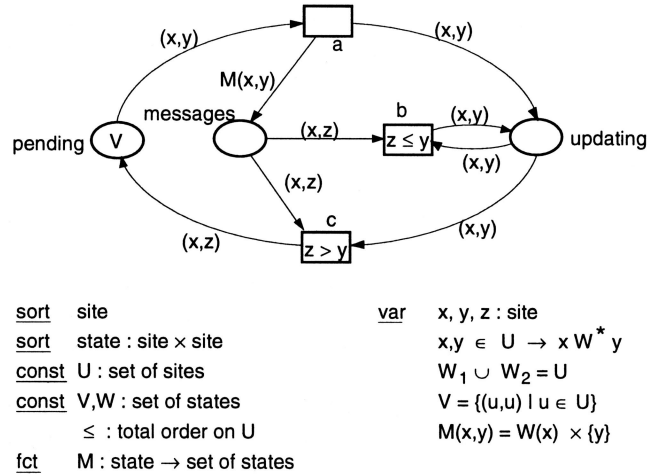 a
(x,y)
(x,y)
M(x,y)
messages
b
(x,y)
pending
V
(x,z)
z ≤ y
(x,y)
updating
(x,z)
c
(x,z)
z > y
(x,y)
sort site
sort state : site × site
const U : set of sites
const V,W : set of states
≤ : total order on U
fct M : state → set of states
var x, y, z : site
x,y ∈ U → x W* y
W₁ ∪ W₂ = U
V = {(u,u) | u ∈ U}
M(x,y) = W(x) × {y}